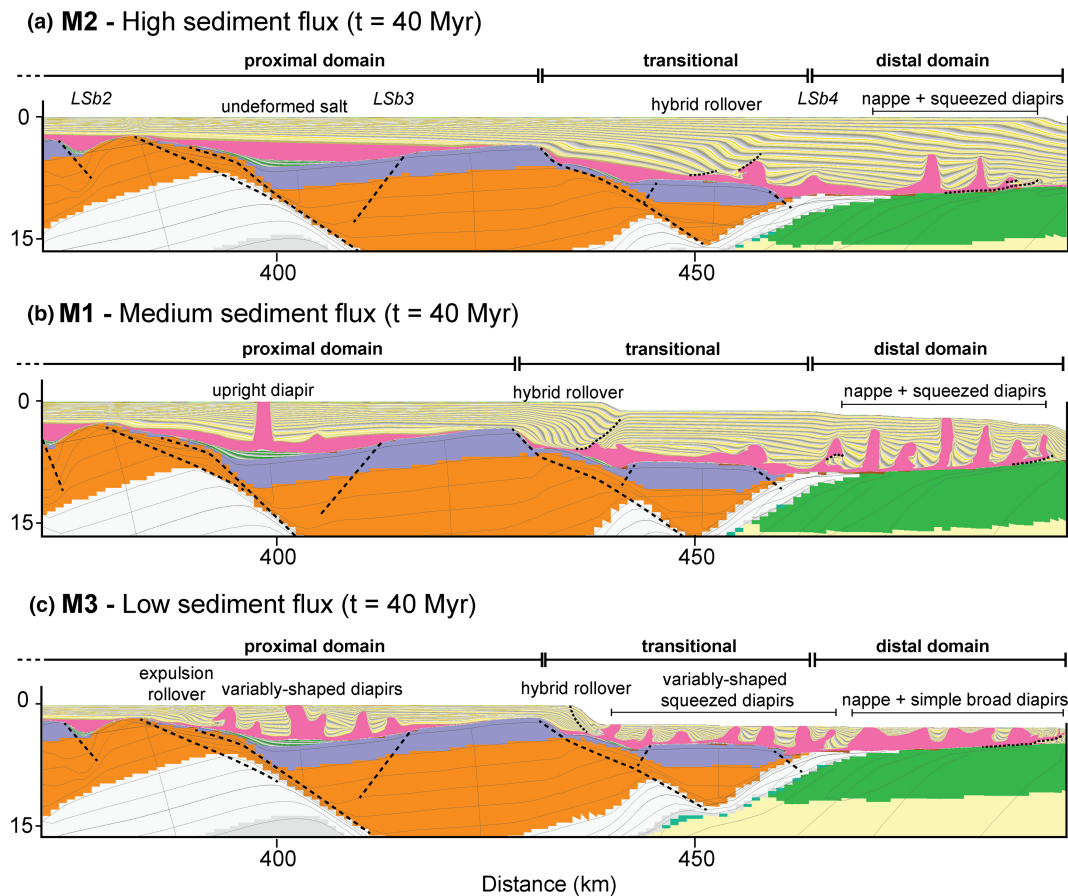 (a) M2 - High sediment flux (t = 40 Myr)
proximal domain transitional distal domain
LSb2 undeformed salt LSb3 hybrid rollover LSb4 nappe + squeezed diapirs
0
15
400 450
(b) M1 - Medium sediment flux (t = 40 Myr)
proximal domain transitional distal domain
upright diapir hybrid rollover nappe + squeezed diapirs
0
15
400 450
(c) M3 - Low sediment flux (t = 40 Myr)
proximal domain transitional distal domain
expulsion
rollover variably-shaped diapirs hybrid rollover variably-shaped
squeezed diapirs nappe + simple broad diapirs
0
15
400 450
Distance (km)